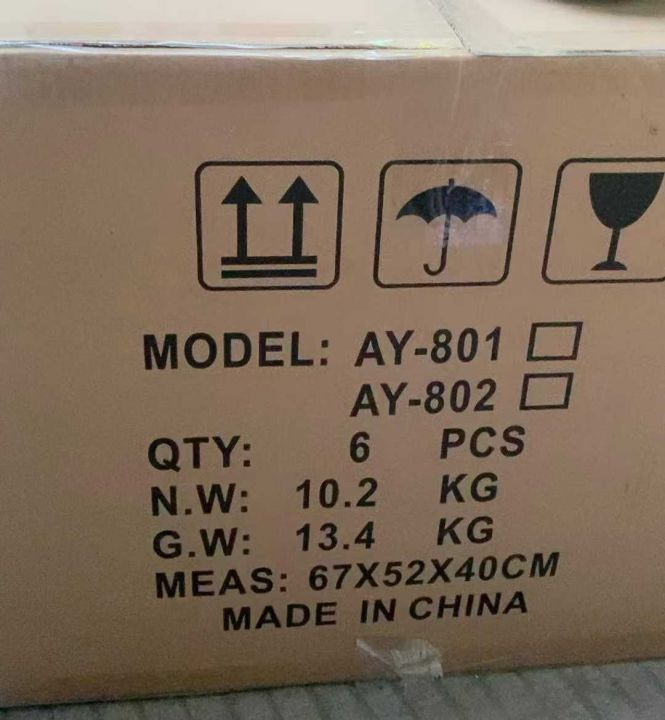 MODEL: AY-801
AY-802
QTY: 6 PCS
N.W: 10.2 KG
G.W: 13.4 KG
MEAS: 67X52X40CM
MADE IN CHINA